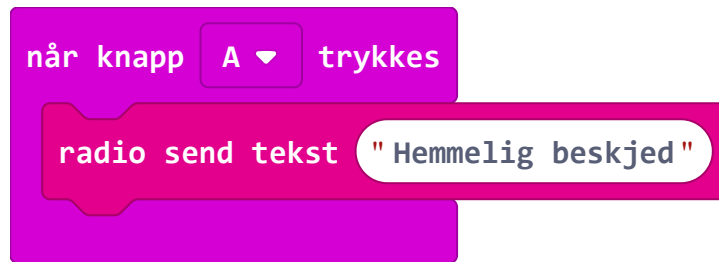 når knapp A trykkes
radio send tekst "Hemmelig beskjed"